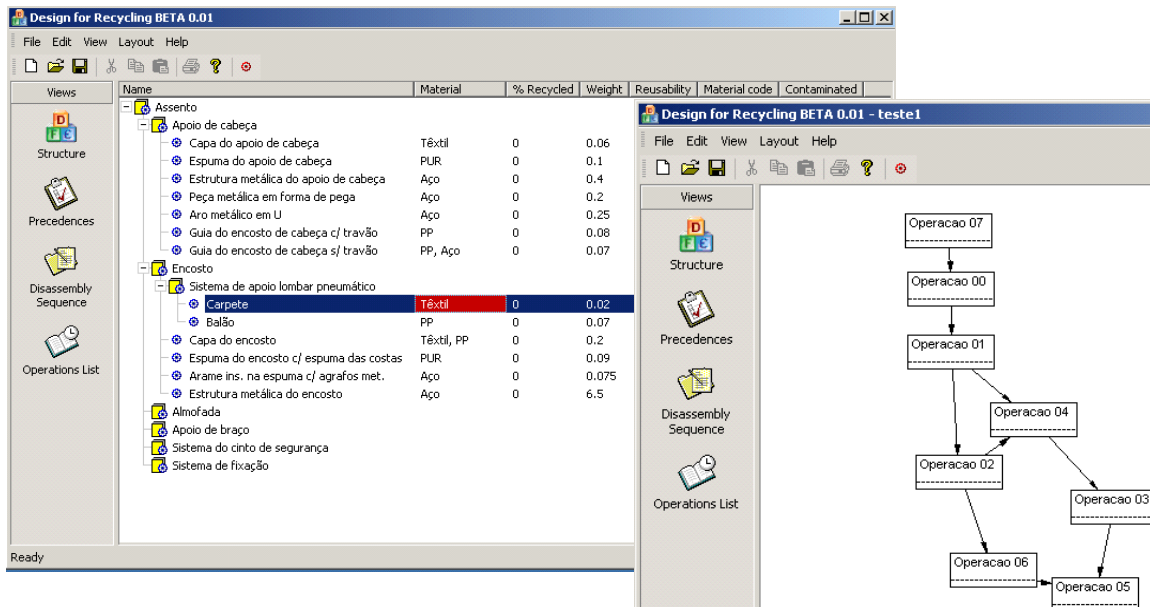 Design for Recycling BETA 0.01
File Edit View Layout Help
Views
Structure
Precedences
Disassembly
Sequence
Operations List
Name Material % Recycled Weight Reusability Material code Contaminated
Assento
Apoio de cabeça
Capa do apoio de cabeça Têxtil 0 0.06
Espuma do apoio de cabeça PUR 0 0.1
Estrutura metálica do apoio de cabeça Aço 0 0.4
Peça metálica em forma de pega Aço 0 0.2
Aro metálico em U Aço 0 0.25
Guia do encosto de cabeça c/ travão PP 0 0.08
Guia do encosto de cabeça s/ travão PP, Aço 0 0.07
Encosto
Sistema de apoio lombar pneumático
Carpete Têxtil 0 0.02
Balão PP 0 0.07
Capa do encosto Têxtil, PP 0 0.2
Espuma do encosto c/ espuma das costas PUR 0 0.09
Arame ins. na espuma c/ agrafos met. Aço 0 0.075
Estrutura metálica do encosto Aço 0 6.5
Almofada
Apoio de braço
Sistema do cinto de segurança
Sistema de fixação
Ready
Design for Recycling BETA 0.01 - teste1
File Edit View Layout Help
Views
Structure
Precedences
Disassembly
Sequence
Operations List
Operacao 07
Operacao 00
Operacao 01
Operacao 04
Operacao 02
Operacao 03
Operacao 06
Operacao 05